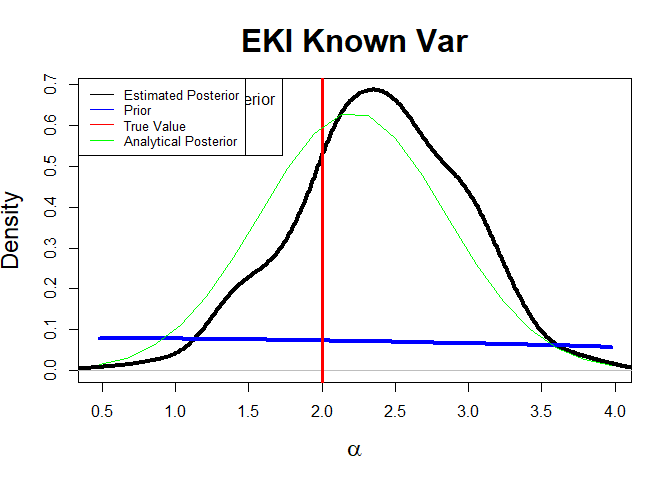 EKI Known Var
Estimated Posterior
erior
Prior
True Value
Analytical Posterior
Density
0.7
0.6
0.5
0.4
0.3
0.2
0.1
0.0
0.5 1.0 1.5 2.0 2.5 3.0 3.5 4.0
α